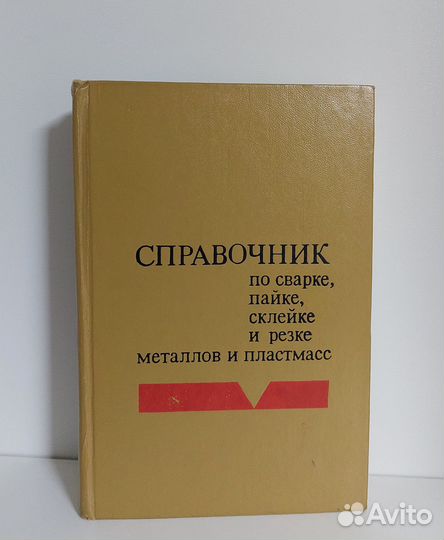 СПРАВОЧНИК
по сварке,
пайке,
склейке
и резке
металлов и пластмасс
Avito